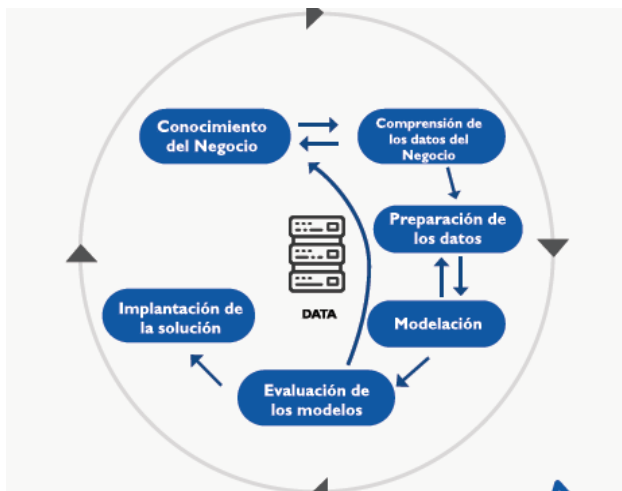 Conocimiento
del Negocio
Comprensión de
los datos del
Negocio
Preparación de
los datos
DATA
Implantación de
la solución
Modelación
Evaluación de
los modelos